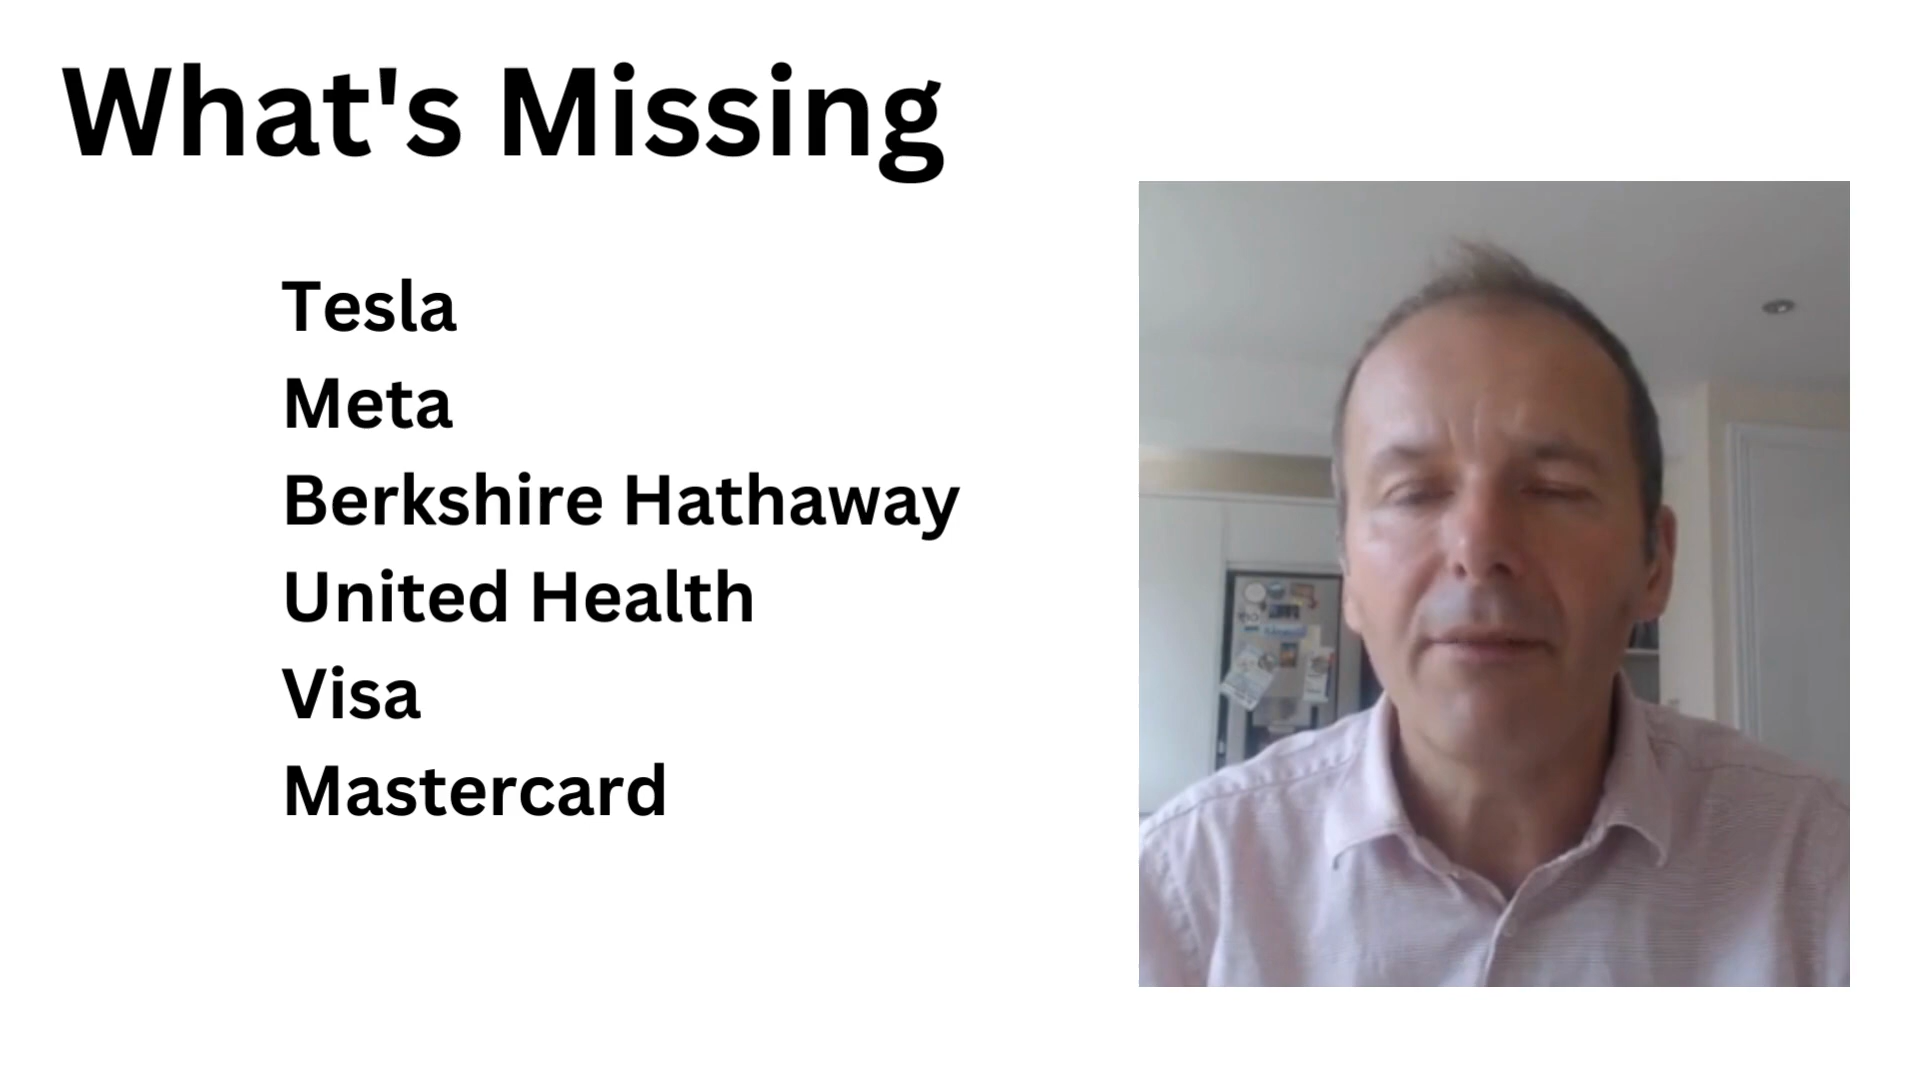 What's Missing
Tesla
Meta
Berkshire Hathaway
United Health
Visa
Mastercard